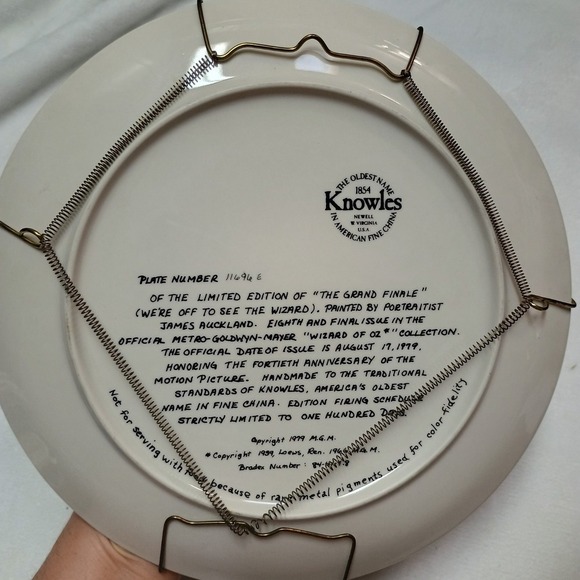 THE OLDEST NAME
1854
Knowles
NEWELL
W. VIRGINIA
U.S.A
IN AMERICAN FINE CHINA
PLATE NUMBER 11694 E
OF THE LIMITED EDITION OF "THE GRAND FINALE"
(WE'RE OFF TO SEE THE WIZARD). PAINTED BY PORTRAITIST
JAMES AUCKLAND. EIGHTH AND FINAL ISSUE IN THE
OFFICIAL METRO-GOLDWYN-MAYER "WIZARD OF OZ*" COLLECTION.
THE OFFICIAL DATE OF ISSUE IS AUGUST 17, 1979,
HONORING THE FORTIETH ANNIVERSARY OF THE
MOTION PICTURE. HANDMADE TO THE TRADITIONAL
STANDARDS OF KNOWLES, AMERICA'S OLDEST
NAME IN FINE CHINA. EDITION FIRING SCHEDULE
STRICTLY LIMITED TO ONE HUNDRED DAYS.
Copyright 1979 M.G.M.
* Copyright 1939, Loews, Ren. 1966 M.G.M.
Bradex Number:
Not for serving with food because of rare metal pigments used for color-fidelity